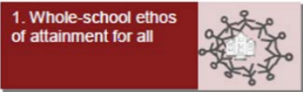 1. Whole-school ethos
of attainment for all